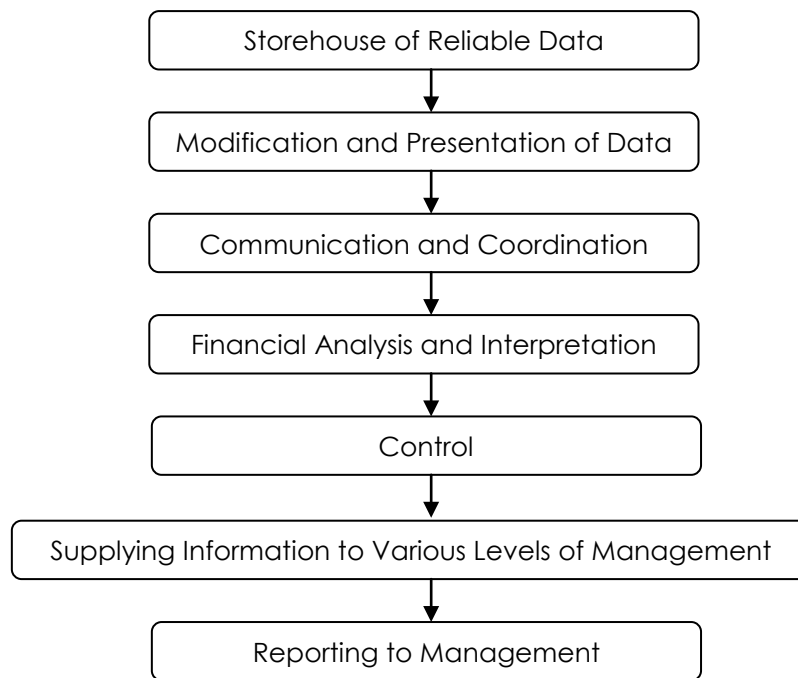 Storehouse of Reliable Data
Modification and Presentation of Data
Communication and Coordination
Financial Analysis and Interpretation
Control
Supplying Information to Various Levels of Management
Reporting to Management